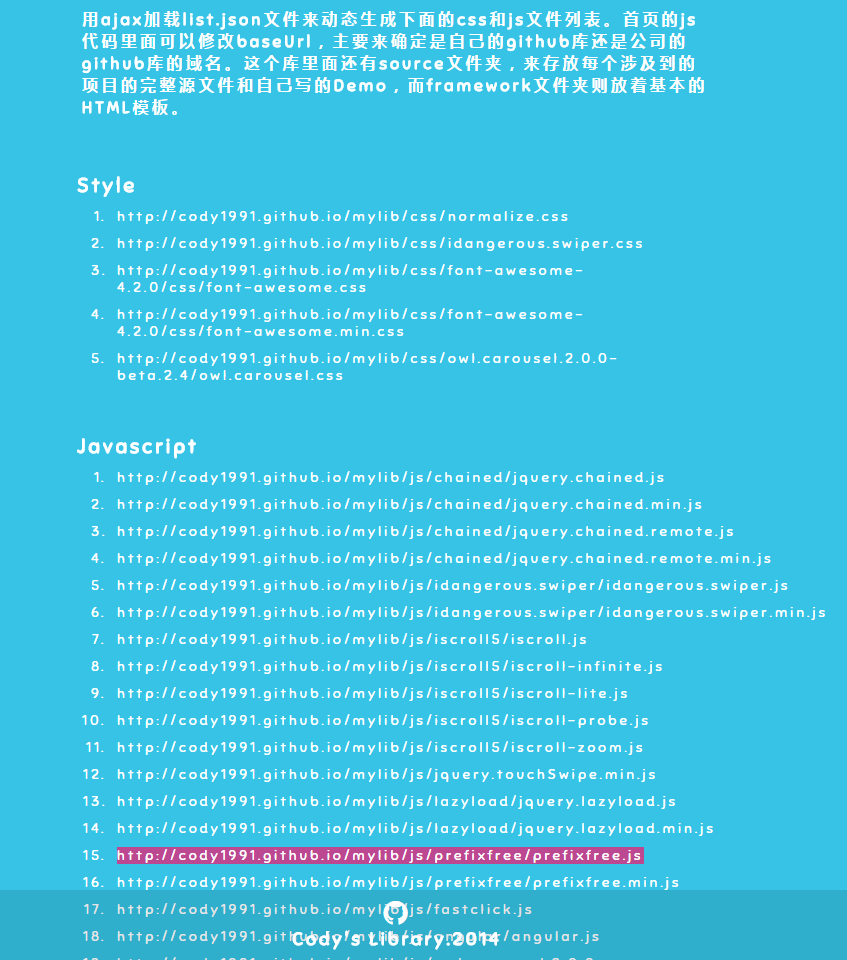 用ajax加载list.json文件来动态生成下面的css和js文件列表。首页的js
代码里面可以修改baseUrl，主要来确定是自己的github库还是公司的
github库的域名。这个库里面还有source文件夹，来存放每个涉及到的
项目的完整源文件和自己写的Demo，而framework文件夹则放着基本的
HTML模板。
Style
1. http://cody1991.github.io/mylib/css/normalize.css
2. http://cody1991.github.io/mylib/css/idangerous.swiper.css
3. http://cody1991.github.io/mylib/css/font-awesome-
4.2.0/css/font-awesome.css
4. http://cody1991.github.io/mylib/css/font-awesome-
4.2.0/css/font-awesome.min.css
5. http://cody1991.github.io/mylib/css/owl.carousel.2.0.0-
beta.2.4/owl.carousel.css
Javascript
1. http://cody1991.github.io/mylib/js/chained/jquery.chained.js
2. http://cody1991.github.io/mylib/js/chained/jquery.chained.min.js
3. http://cody1991.github.io/mylib/js/chained/jquery.chained.remote.js
4. http://cody1991.github.io/mylib/js/chained/jquery.chained.remote.min.js
5. http://cody1991.github.io/mylib/js/idangerous.swiper/idangerous.swiper.js
6. http://cody1991.github.io/mylib/js/idangerous.swiper/idangerous.swiper.min.js
7. http://cody1991.github.io/mylib/js/iscroll5/iscroll.js
8. http://cody1991.github.io/mylib/js/iscroll5/iscroll-infinite.js
9. http://cody1991.github.io/mylib/js/iscroll5/iscroll-lite.js
10. http://cody1991.github.io/mylib/js/iscroll5/iscroll-probe.js
11. http://cody1991.github.io/mylib/js/iscroll5/iscroll-zoom.js
12. http://cody1991.github.io/mylib/js/jquery.touchSwipe.min.js
13. http://cody1991.github.io/mylib/js/lazyload/jquery.lazyload.js
14. http://cody1991.github.io/mylib/js/lazyload/jquery.lazyload.min.js
15. http://cody1991.github.io/mylib/js/prefixfree/prefixfree.js
16. http://cody1991.github.io/mylib/js/prefixfree/prefixfree.min.js
17. http://cody1991.github.io/mylib/js/fastclick.js
18. http://cody1991.github.io/mylib/js/angular/angular.js
Cody's Library.2014